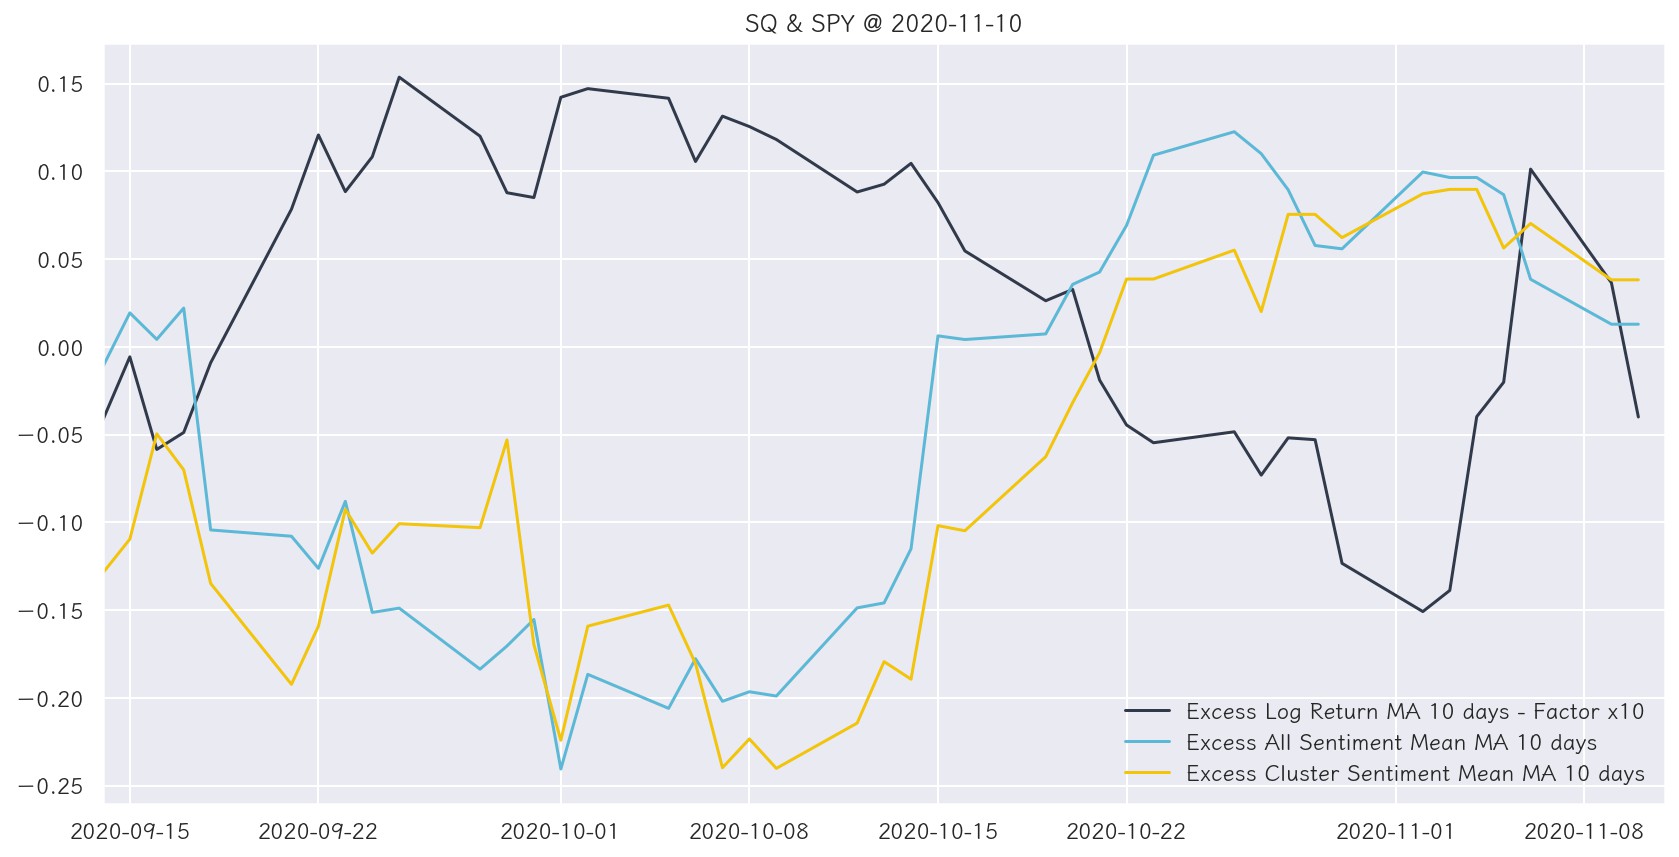 SQ & SPY @ 2020-11-10
0.15
0.10
0.05
0.00
−0.05
−0.10
−0.15
−0.20
−0.25
Excess Log Return MA 10 days - Factor x10
Excess All Sentiment Mean MA 10 days
Excess Cluster Sentiment Mean MA 10 days
2020-09-15 2020-09-22 2020-10-01 2020-10-08 2020-10-15 2020-10-22 2020-11-01 2020-11-08